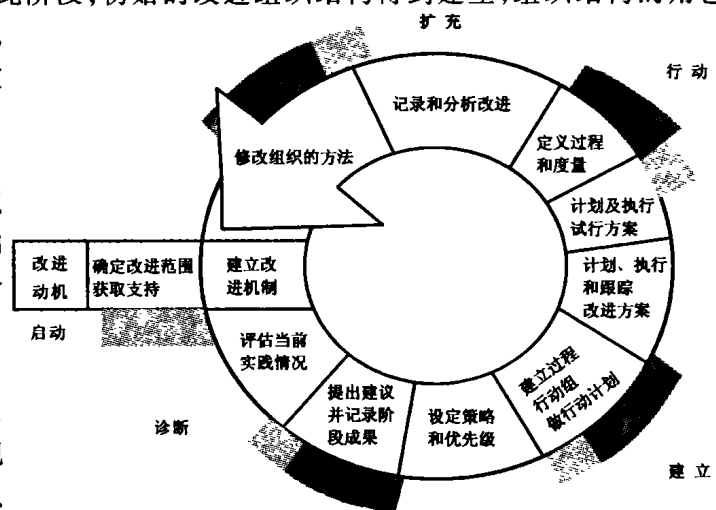 扩 充
行 动
记录和分析改进
定义过程
和度量
修改组织的方法
计划及执行
试行方案
改进
动机
确定改进范围
获取支持
建立改
进机制
计划、执行
和跟踪
改进方案
启动
评估当前
实践情况
建立过程
行动组
做行动计划
提出建议
并记录阶
段成果
设定策略
和优先级
诊断
建 立